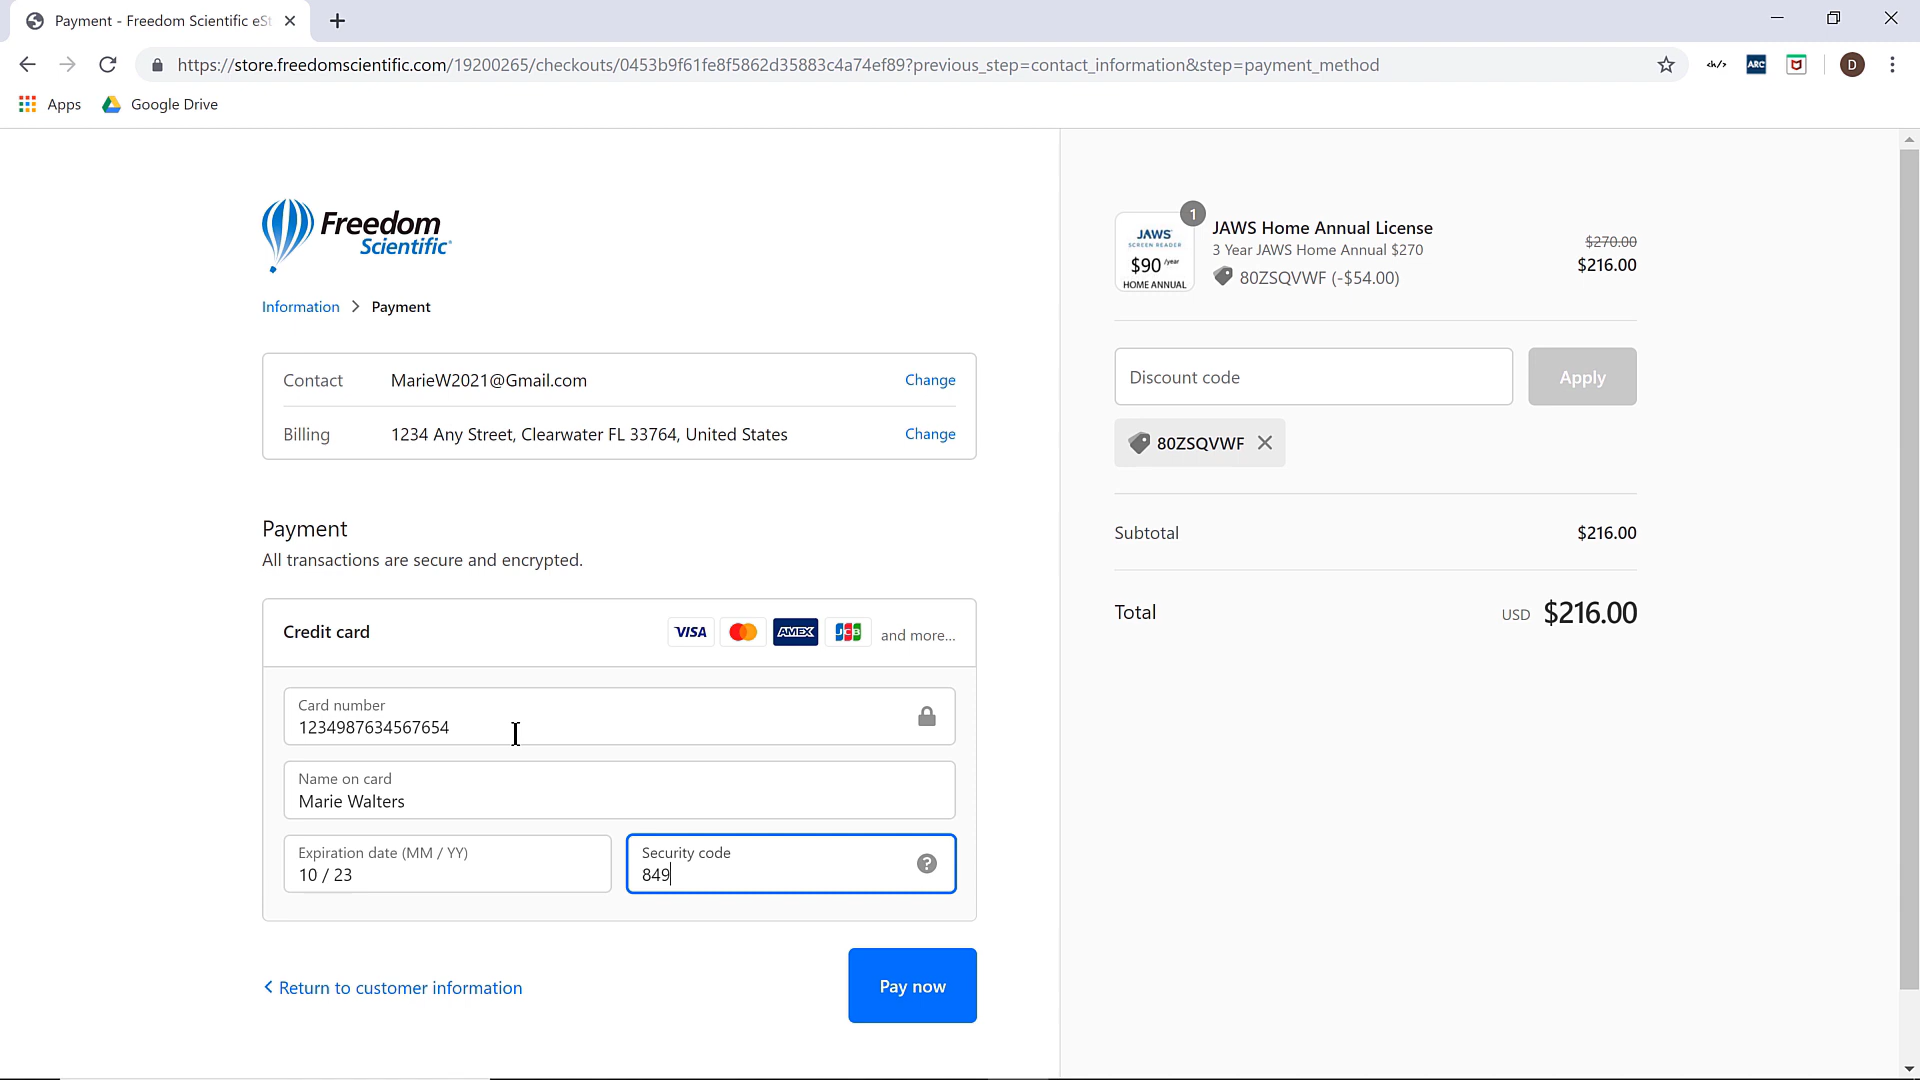 Payment - Freedom Scientific eSt
https://store.freedomscientific.com/19200265/checkouts/0453b9f61fe8f5862d35883c4a74ef89?previous_step=contact_information&step=payment_method
</>
ARC
D
Apps
Google Drive
Freedom
Scientific
Information > Payment
Contact MarieW2021@Gmail.com Change
Billing 1234 Any Street, Clearwater FL 33764, United States Change
Payment
All transactions are secure and encrypted.
Credit card VISA AMEX JCB and more...
Card number
1234987634567654
Name on card
Marie Walters
Expiration date (MM / YY)
10 / 23
Security code
849
?
< Return to customer information
Pay now
1
JAWS
SCREEN READER
$90 /year
HOME ANNUAL
JAWS Home Annual License
3 Year JAWS Home Annual $270
80ZSQVWF (-$54.00)
$270.00
$216.00
Discount code
Apply
80ZSQVWF
Subtotal $216.00
Total USD $216.00